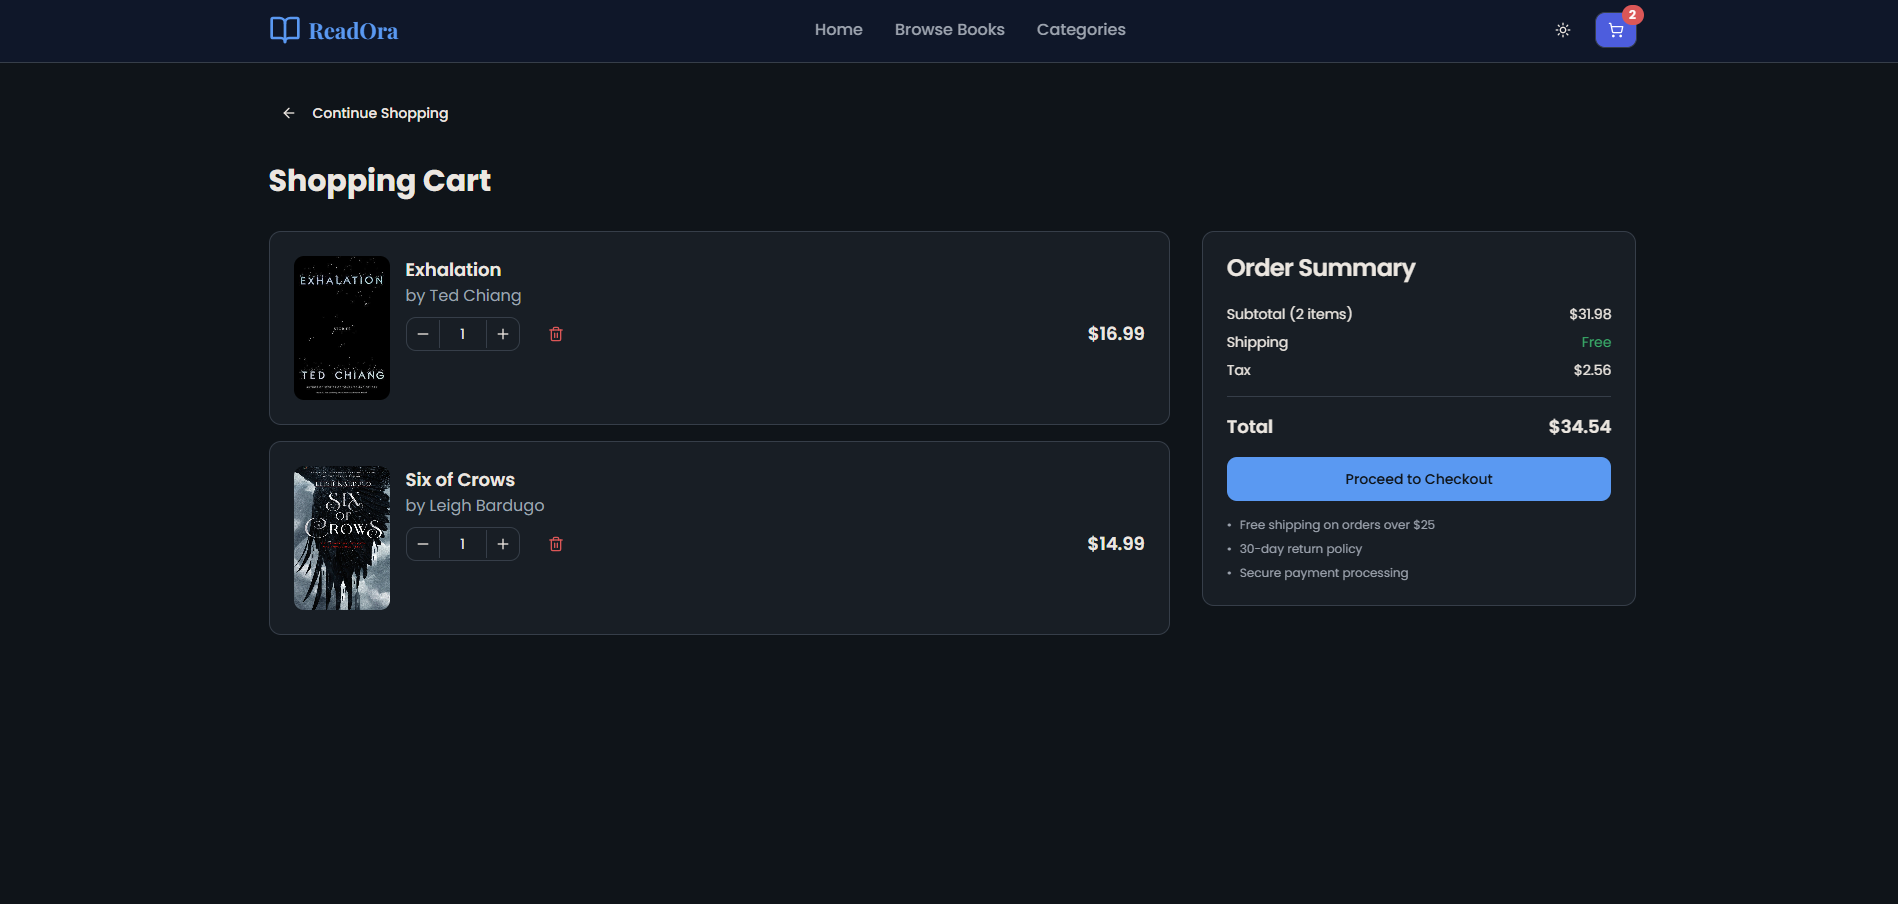 ReadOra
Home
Browse Books
Categories
2
Continue Shopping
Shopping Cart
EXHALATION
STORIES
TED CHIANG
Exhalation
by Ted Chiang
1
$16.99
LEIGH BARDUGO
SIX
OF
CROWS
Six of Crows
by Leigh Bardugo
1
$14.99
Order Summary
Subtotal (2 items) $31.98
Shipping Free
Tax $2.56
Total $34.54
Proceed to Checkout
• Free shipping on orders over $25
• 30-day return policy
• Secure payment processing